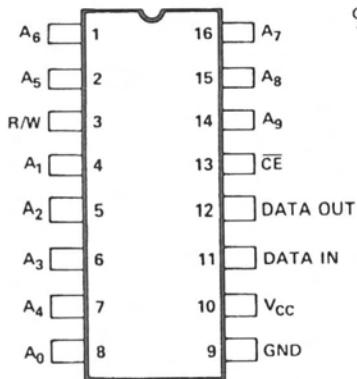 A6 1 16 A7
A5 2 15 A8
R/W 3 14 A9
A1 4 13 CE
A2 5 12 DATA OUT
A3 6 11 DATA IN
A4 7 10 VCC
A0 8 9 GND